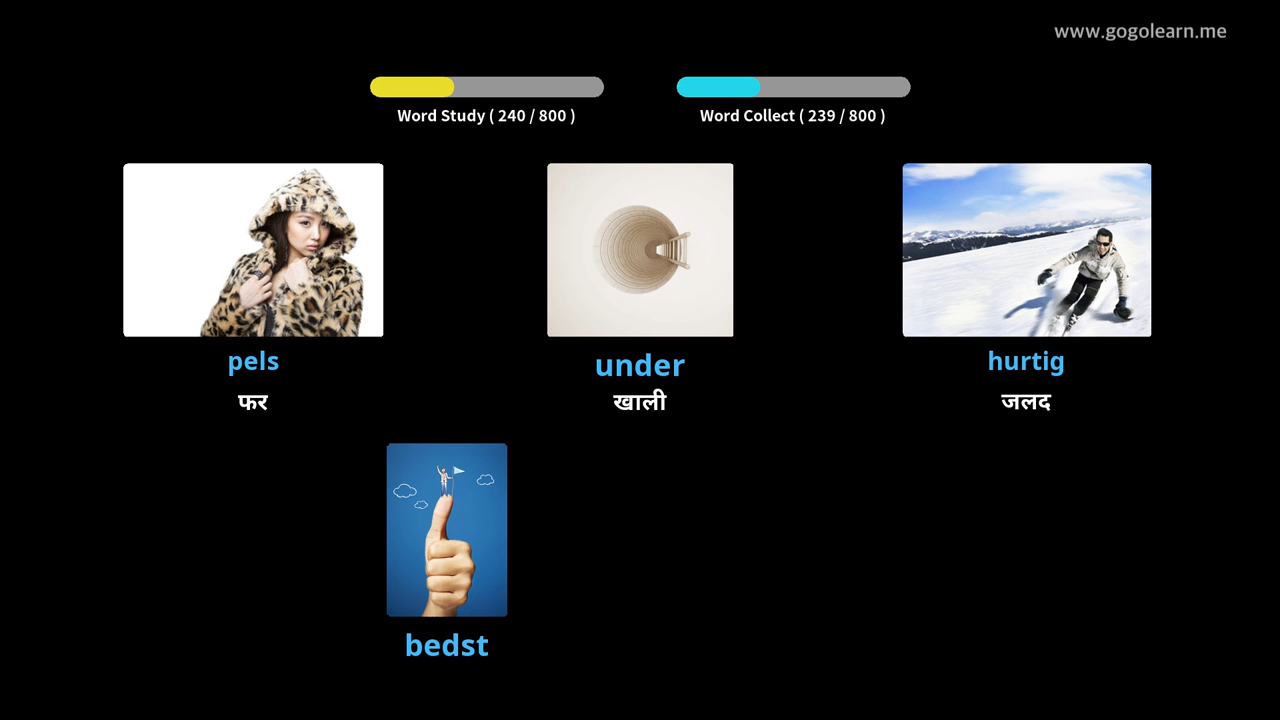 www.gogolearn.me
Word Study ( 240 / 800 )
Word Collect ( 239 / 800 )
pels
under
hurtig
फर
खाली
जलद
bedst